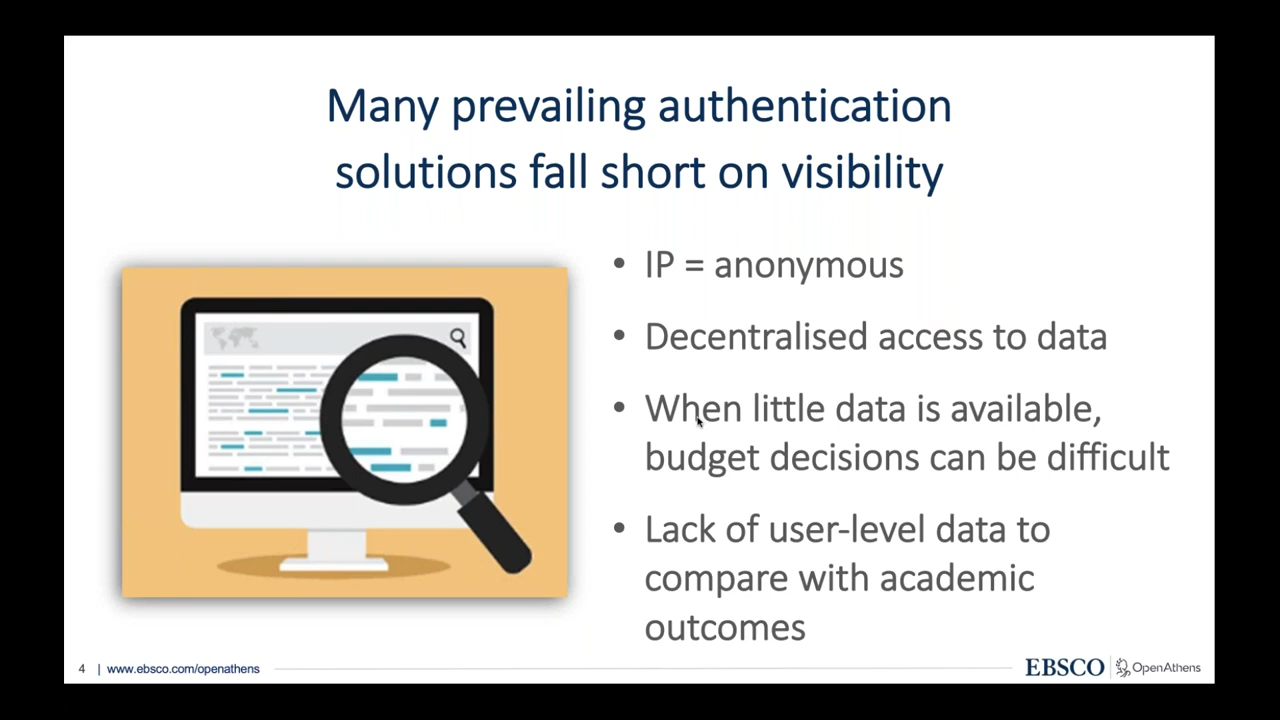 Many prevailing authentication
solutions fall short on visibility
• IP = anonymous
• Decentralised access to data
• When little data is available,
budget decisions can be difficult
• Lack of user-level data to
compare with academic
outcomes
4 | www.ebsco.com/openathens
EBSCO | OpenAthens